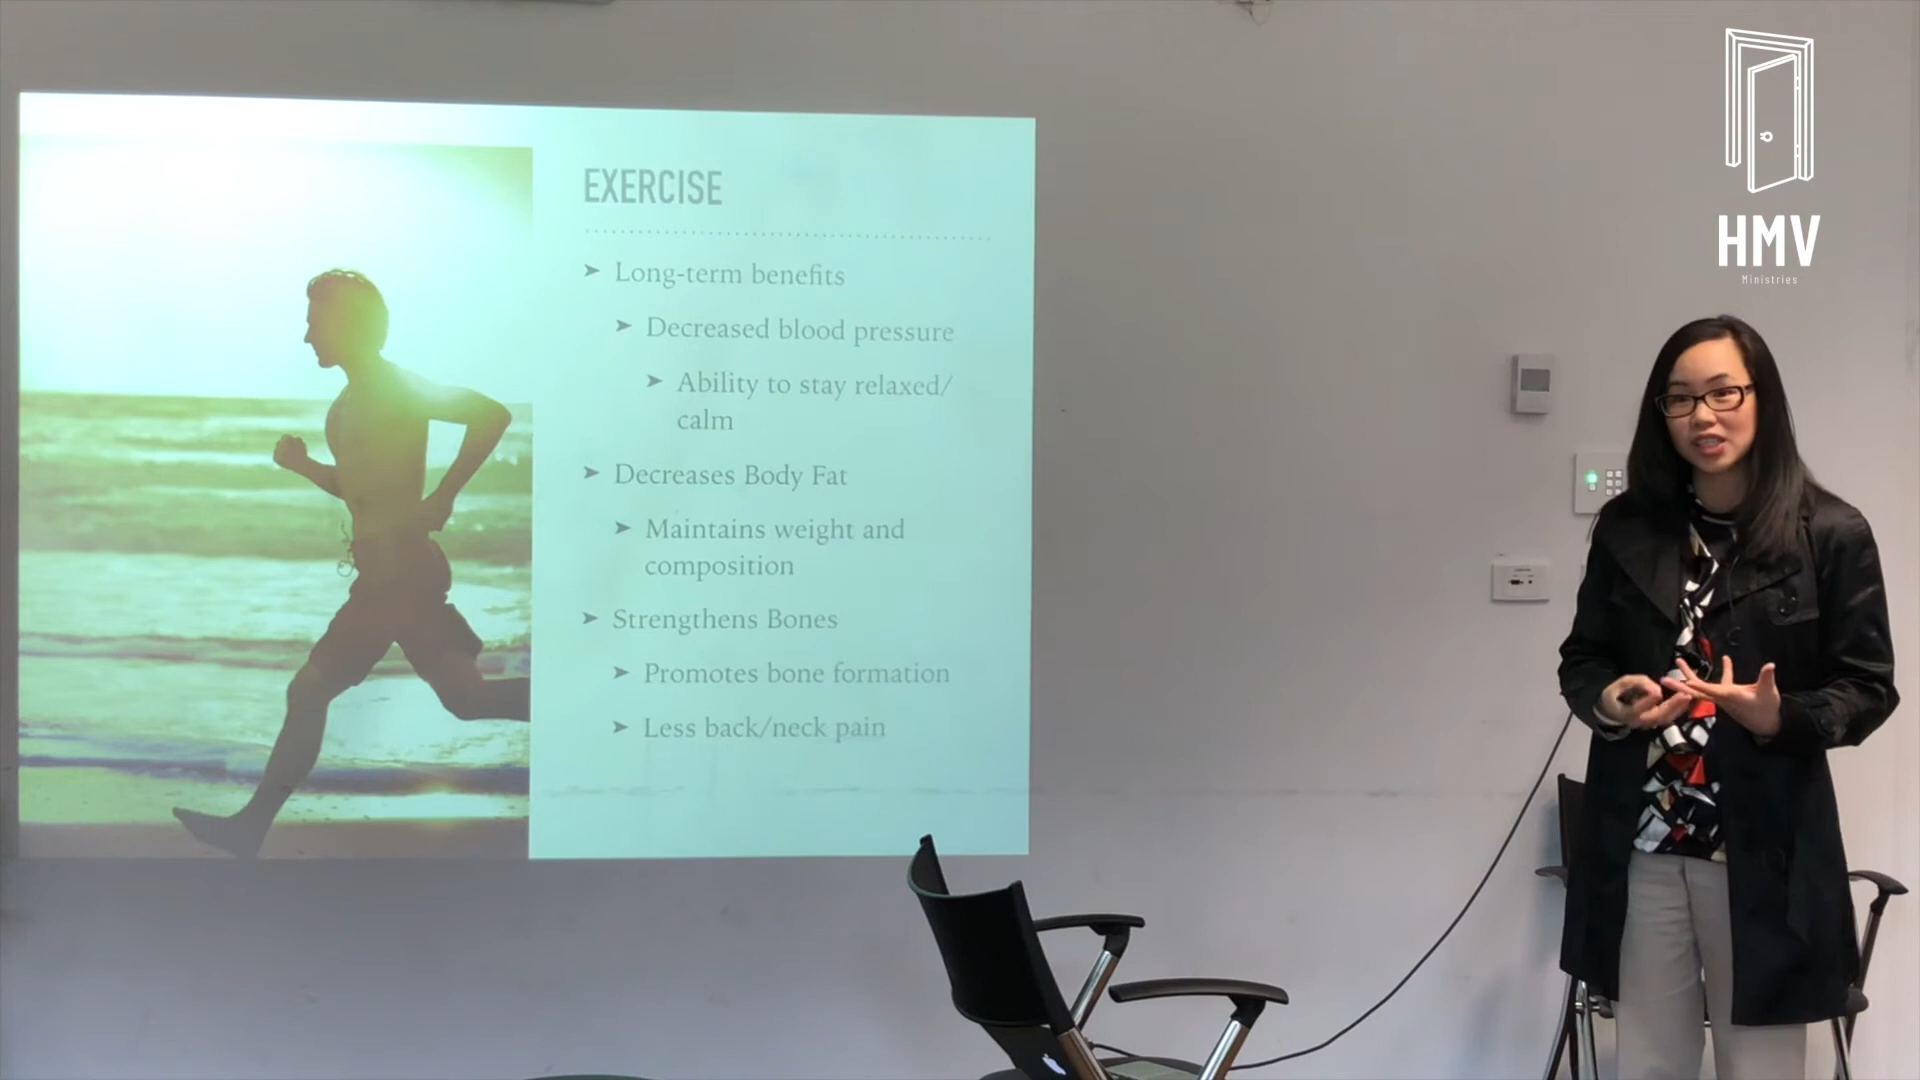 HMV
Ministries
EXERCISE
➤ Long-term benefits
➤ Decreased blood pressure
➤ Ability to stay relaxed/
calm
➤ Decreases Body Fat
➤ Maintains weight and
composition
➤ Strengthens Bones
➤ Promotes bone formation
➤ Less back/neck pain